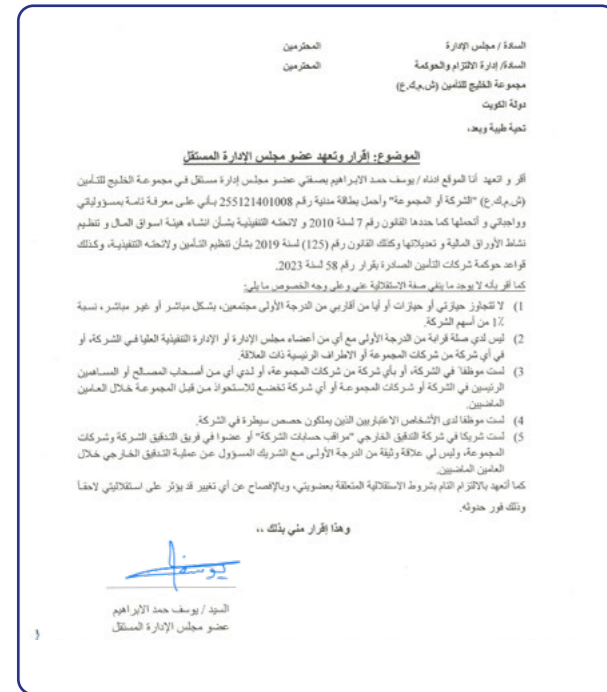 السادة / مجلس الإدارة المحترمين
السادة/ إدارة الالتزام والحوكمة المحترمين
مجموعة الخليج للتأمين (ش.م.ك.ع)
دولة الكويت
تحية طيبة وبعد،
الموضوع: إقرار وتعهد عضو مجلس الإدارة المستقل
أقر و اتعهد أنا الموقع ادناه / يوسف حمد الابراهيم بصفتي عضو مجلس إدارة مستقل في مجموعة الخليج للتأمين
(ش.م.ك.ع) "الشركة أو المجموعة" وأحمل بطاقة مدنية رقم 255121401008 بأني على معرفة تامة بمسؤولياتي
وواجباتي و أتحملها كما حددها القانون رقم 7 لسنة 2010 و لائحته التنفيذية بشأن انشاء هيئة اسواق المال و تنظيم
نشاط الأوراق المالية و تعديلاتها وكذلك القانون رقم (125) لسنة 2019 بشأن تنظيم التأمين ولائحته التنفيذية، وكذلك
قواعد حوكمة شركات التأمين الصادرة بقرار رقم 58 لسنة 2023.
كما أقر بأنه لا يوجد ما ينفي صفة الاستقلالية عني وعلى وجه الخصوص ما يلي:
1) لا تتجاوز حيازتي أو حيازات أو أيا من أقاربي من الدرجة الأولى مجتمعين، بشكل مباشر أو غير مباشر، نسبة
1٪ من أسهم الشركة.
2) ليس لدي صلة قرابة من الدرجة الأولى مع أي من أعضاء مجلس الإدارة أو الإدارة التنفيذية العليا في الشركة، أو
في أي شركة من شركات المجموعة أو الاطراف الرئيسية ذات العلاقة.
3) لست موظفا في الشركة، أو بأي شركة من شركات المجموعة، أو لدي أي من أصحاب المصالح أو المساهمين
الرئيسين في الشركة أو شركات المجموعة أو أي شركة تخضع للاستحواذ من قبل المجموعة خلال العامين
الماضيين.
4) لست موظفا لدى الأشخاص الاعتباريين الذين يملكون حصص سيطرة في الشركة.
5) لست شريكا في شركة التدقيق الخارجي "مراقب حسابات الشركة" أو عضوا في فريق التدقيق الشركة وشركات
المجموعة، وليس لي علاقة وثيقة من الدرجة الأولى مع الشريك المسؤول عن عملية التدقيق الخارجي خلال
العامين الماضيين.
كما أتعهد بالالتزام التام بشروط الاستقلالية المتعلقة بعضويتي، وبالإفصاح عن أي تغيير قد يؤثر على استقلاليتي لاحقاً
وذلك فور حدوثه.
وهذا إقرار مني بذلك ،،
يوسف
السيد / يوسف حمد الابراهيم
عضو مجلس الإدارة المستقل